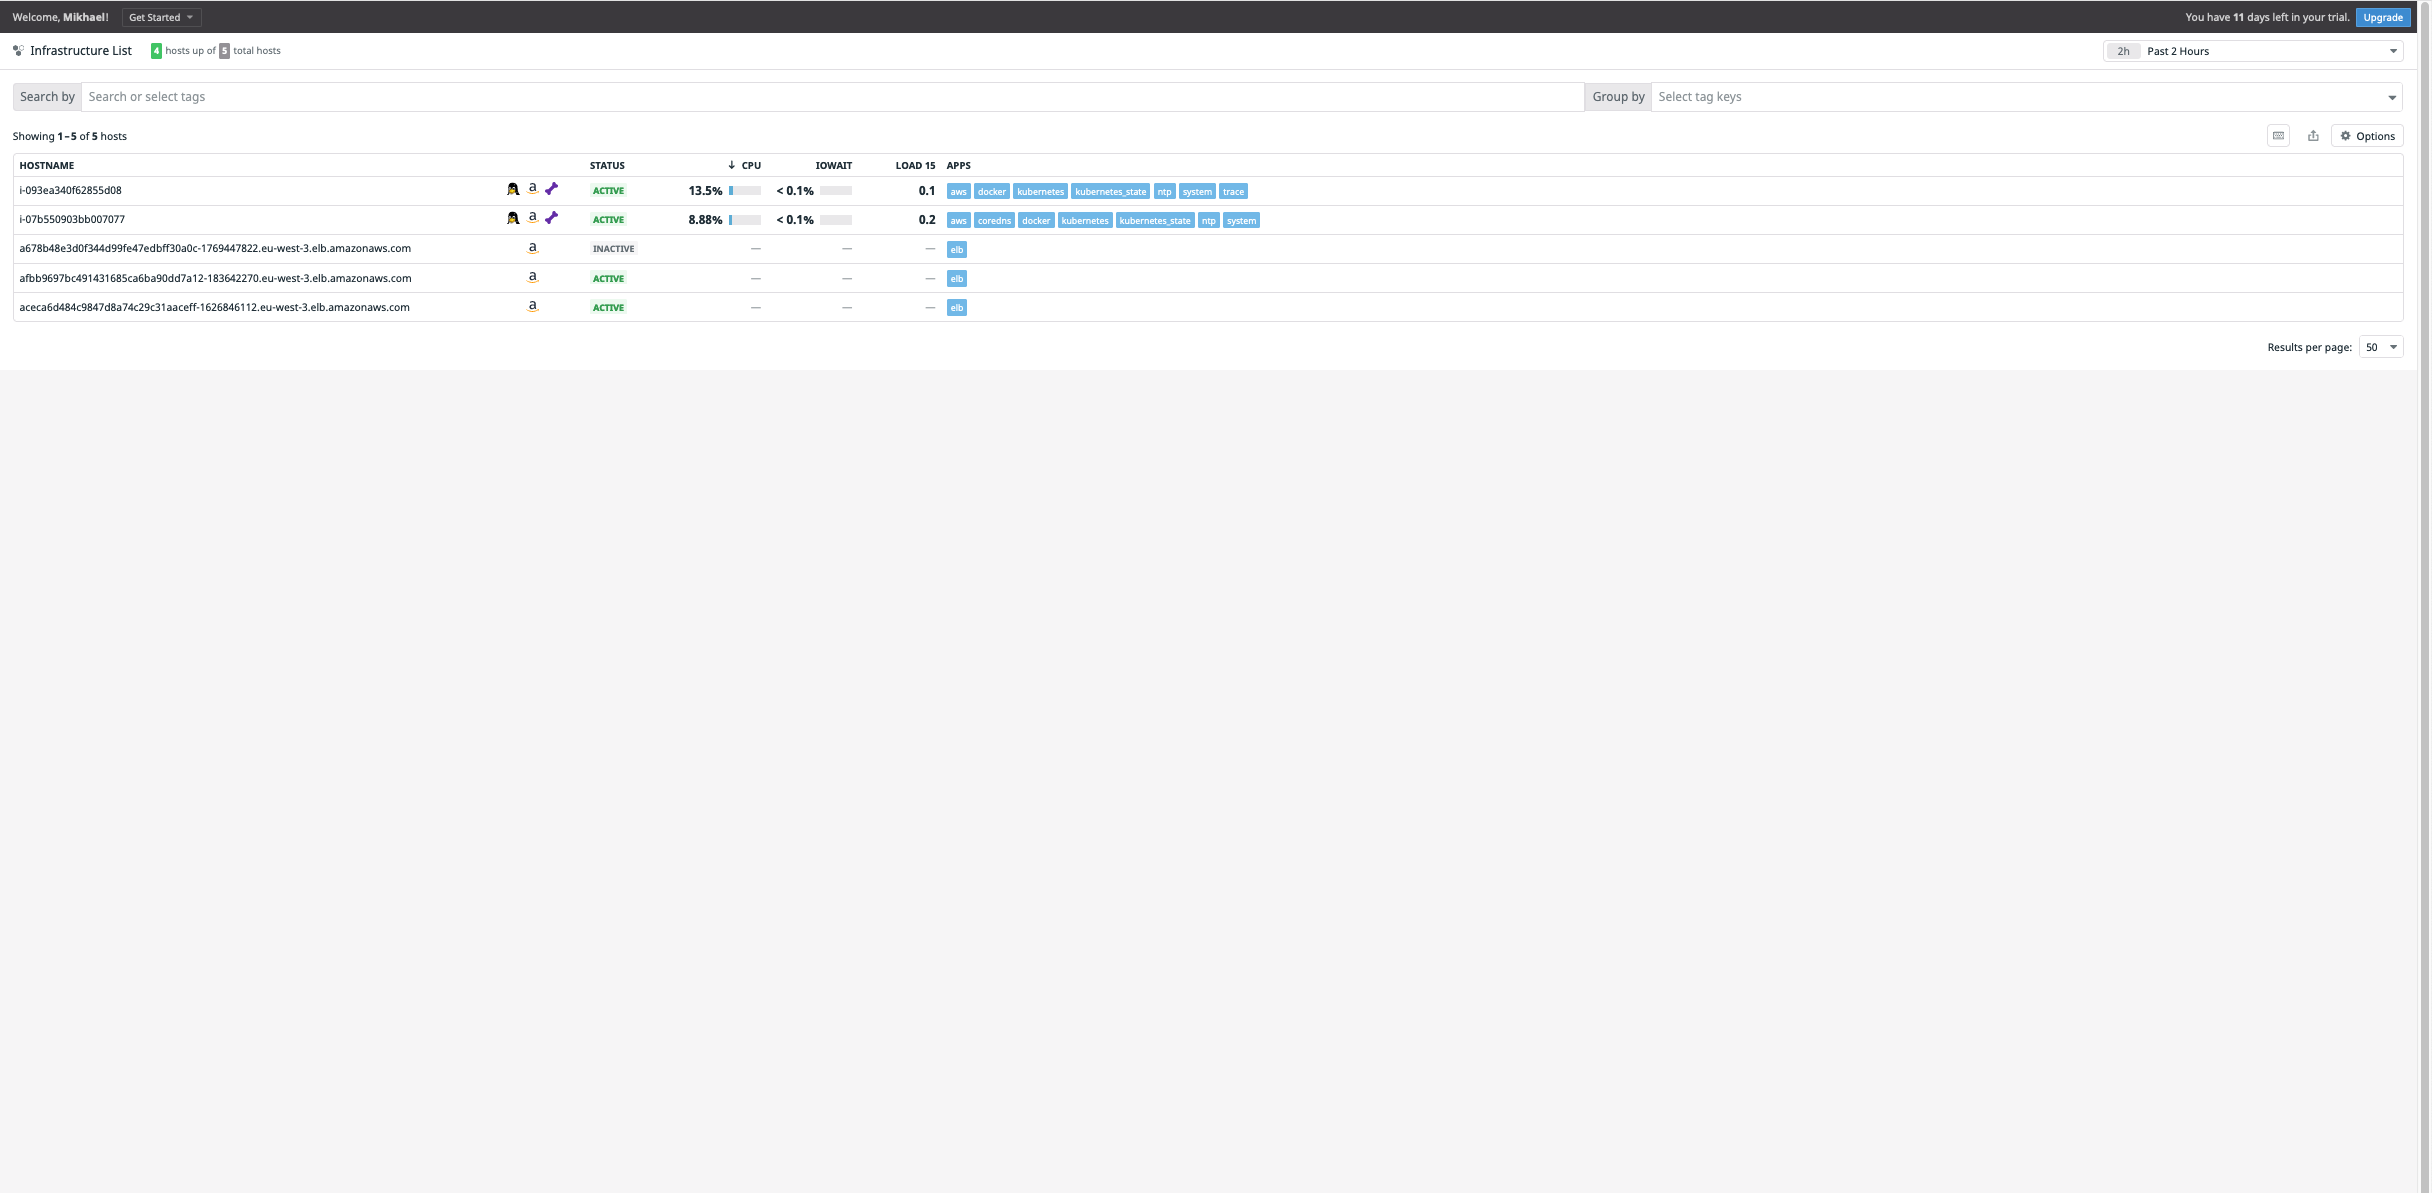 Welcome, Mikhael! Get Started You have 11 days left in your trial. Upgrade
Infrastructure List 4 hosts up of 5 total hosts 2h Past 2 Hours
Search by Search or select tags Group by Select tag keys
Showing 1–5 of 5 hosts Options
HOSTNAME STATUS ↓ CPU IOWAIT LOAD 15 APPS
i-093ea340f62855d08 a ACTIVE 13.5% < 0.1% 0.1 aws docker kubernetes kubernetes_state ntp system trace
i-07b550903bb007077 a ACTIVE 8.88% < 0.1% 0.2 aws coredns docker kubernetes kubernetes_state ntp system
a678b48e3d0f344d99fe47edbff30a0c-1769447822.eu-west-3.elb.amazonaws.com a INACTIVE — — — elb
afbb9697bc491431685ca6ba90dd7a12-183642270.eu-west-3.elb.amazonaws.com a ACTIVE — — — elb
aceca6d484c9847d8a74c29c31aaceff-1626846112.eu-west-3.elb.amazonaws.com a ACTIVE — — — elb
Results per page: 50